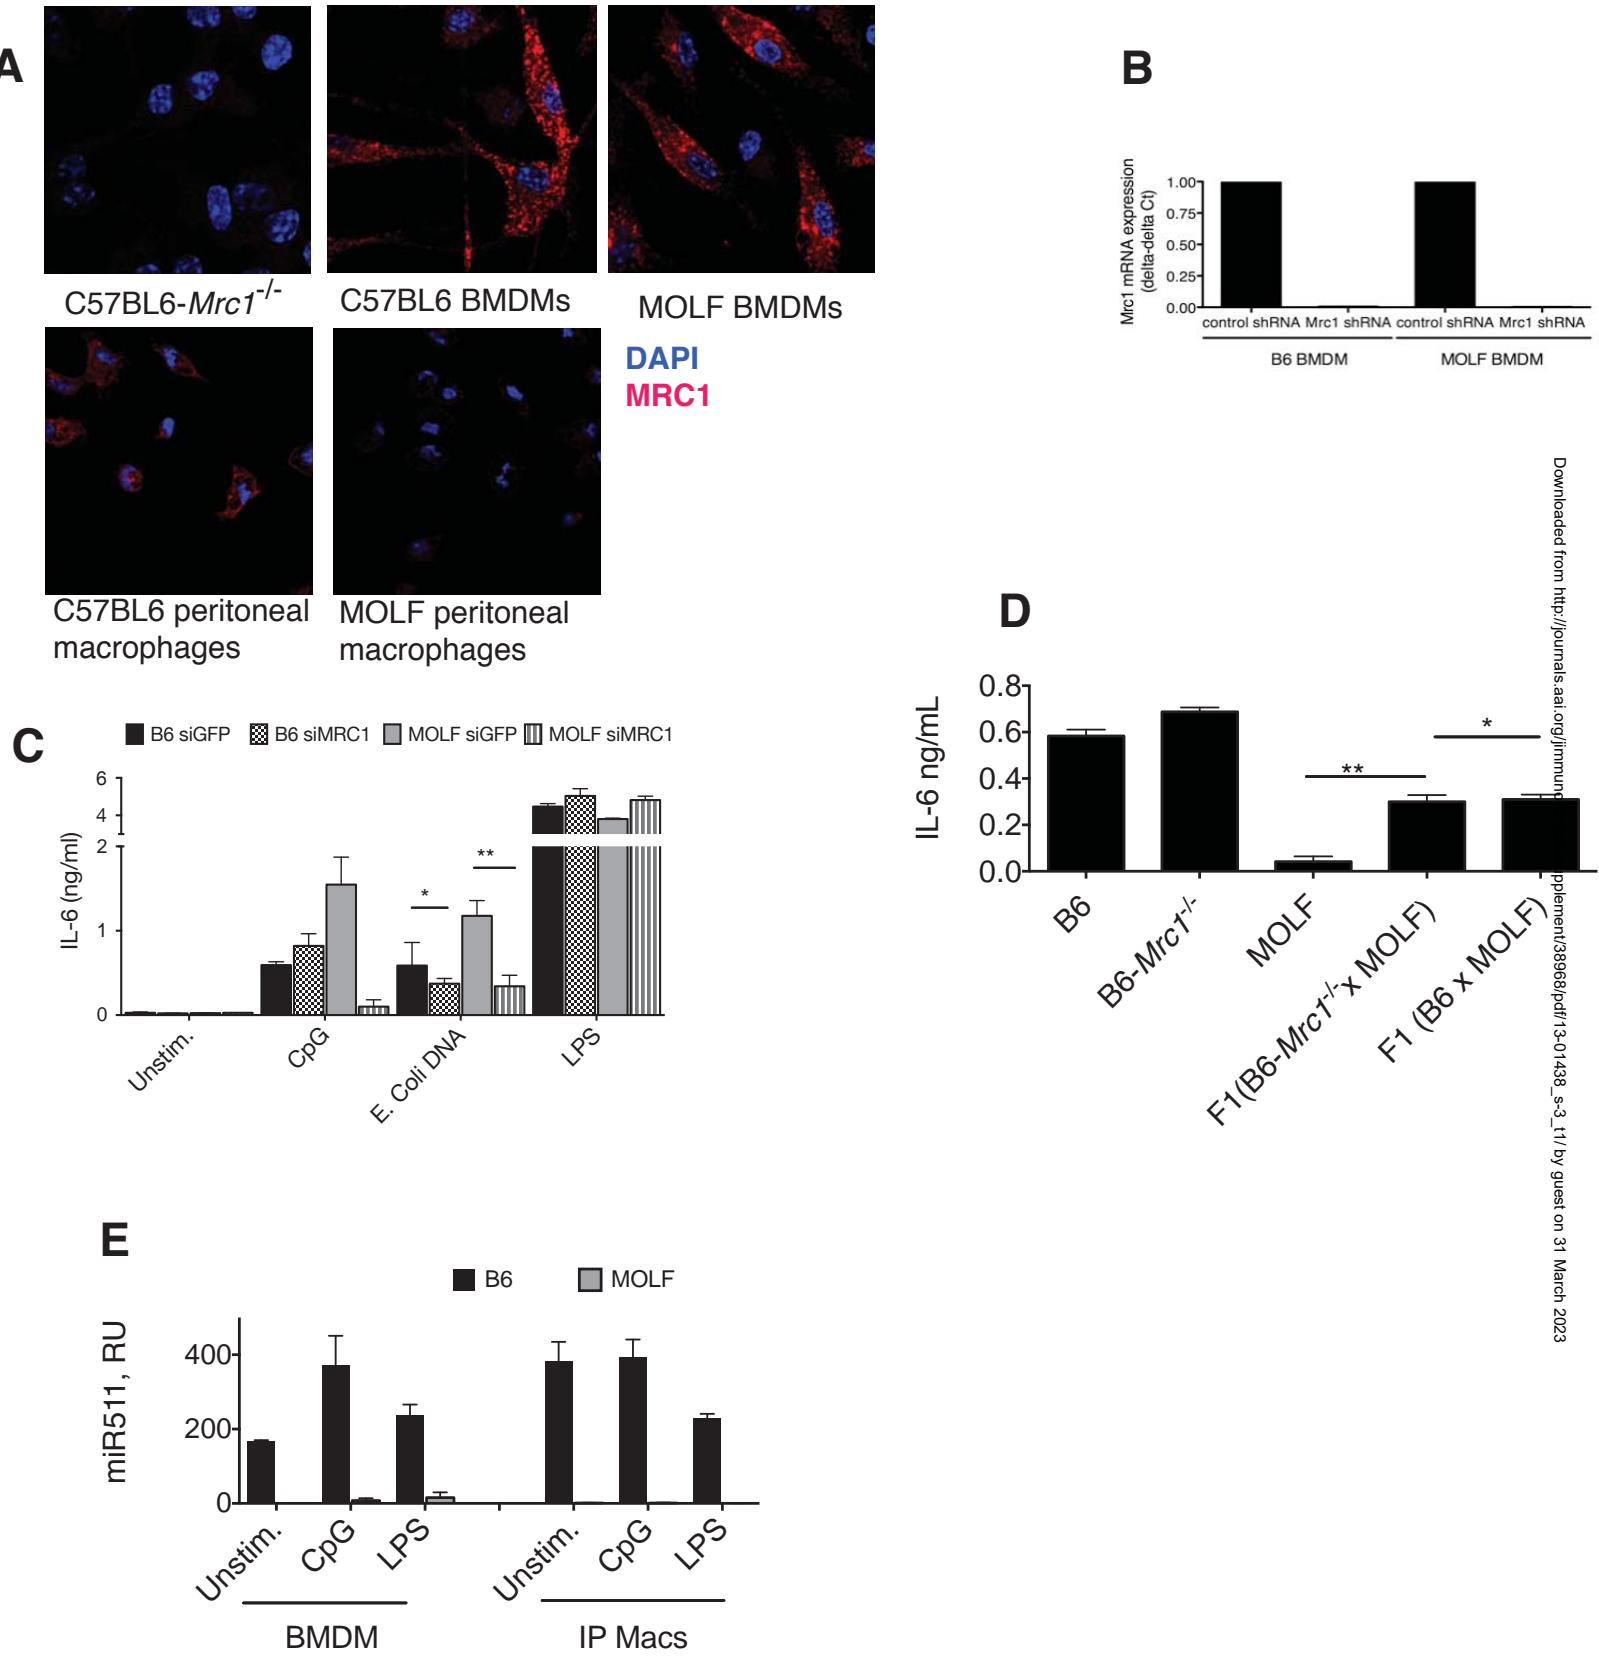 A
C57BL6-Mrc1-/-
C57BL6 BMDMs
MOLF BMDMs
DAPI
MRC1
C57BL6 peritoneal
macrophages
MOLF peritoneal
macrophages
B
Mrc1 mRNA expression
(delta-delta Ct)
1.00
0.75
0.50
0.25
0.00
control shRNA Mrc1 shRNA control shRNA Mrc1 shRNA
B6 BMDM
MOLF BMDM
C
B6 siGFP
B6 siMRC1
MOLF siGFP
MOLF siMRC1
IL-6 (ng/ml)
6
4
2
1
0
*
**
Unstim.
CpG
E. Coli DNA
LPS
D
IL-6 ng/mL
0.8
0.6
0.4
0.2
0.0
**
*
B6
B6-Mrc1-/-
MOLF
F1(B6-Mrc1-/-x MOLF)
F1 (B6 x MOLF)
Downloaded from http://journals.aai.org/jimmuno pplement/38968/pdf/13-01438_s-3_t1/ by guest on 31 March 2023
E
B6
MOLF
miR511, RU
400
200
0
Unstim.
CpG
LPS
Unstim.
CpG
LPS
BMDM
IP Macs